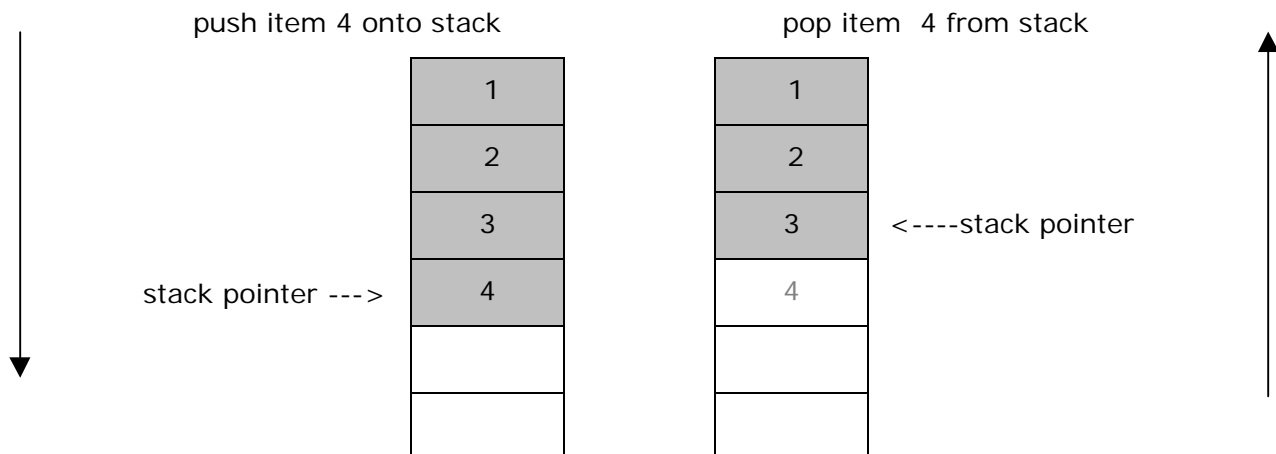 push item 4 onto stack
1
2
3
stack pointer --->
4
pop item  4 from stack
1
2
3
<----stack pointer
4